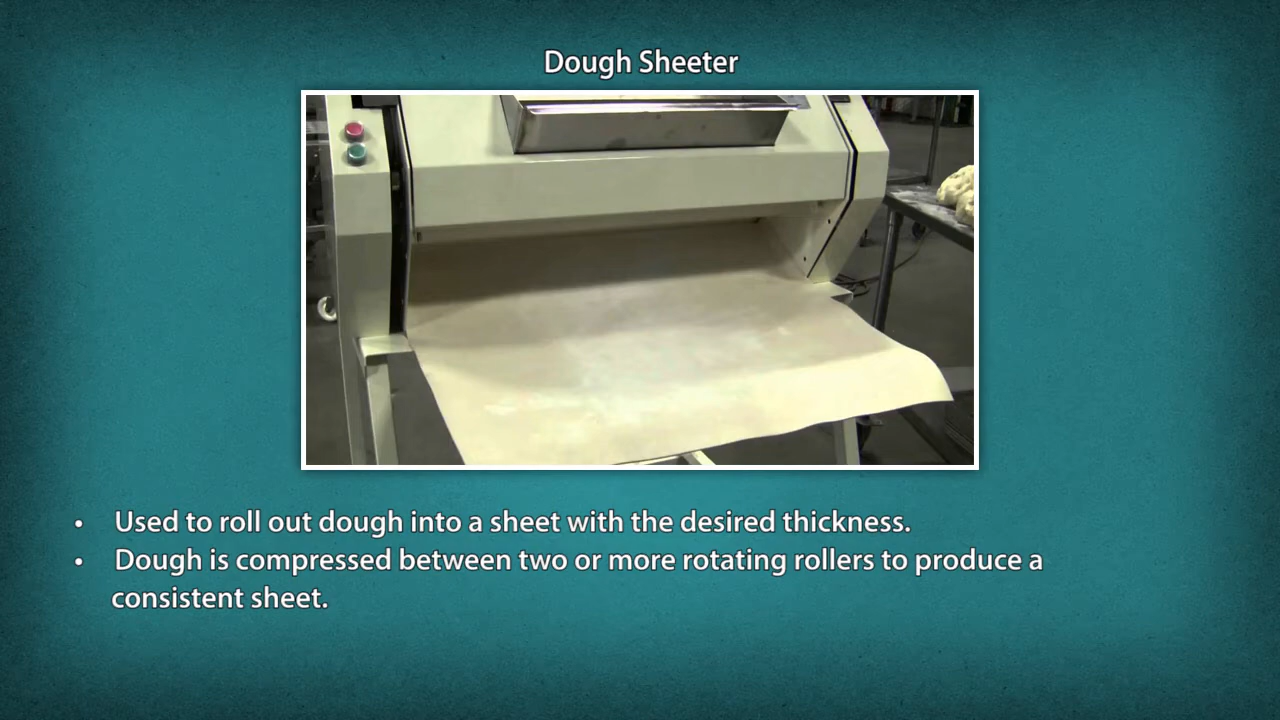 Dough Sheeter
• Used to roll out dough into a sheet with the desired thickness.
• Dough is compressed between two or more rotating rollers to produce a
consistent sheet.